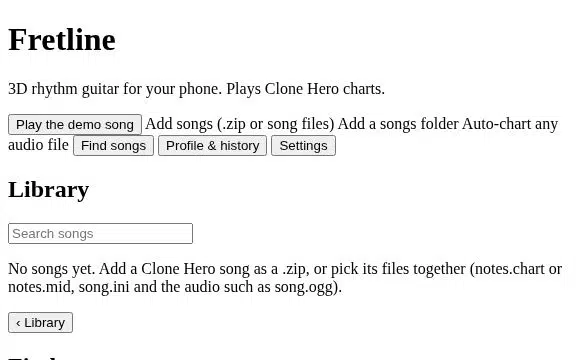 Fretline
3D rhythm guitar for your phone. Plays Clone Hero charts.
Play the demo song Add songs (.zip or song files) Add a songs folder Auto-chart any
audio file Find songs Profile & history Settings
Library
Search songs
No songs yet. Add a Clone Hero song as a .zip, or pick its files together (notes.chart or
notes.mid, song.ini and the audio such as song.ogg).
‹ Library